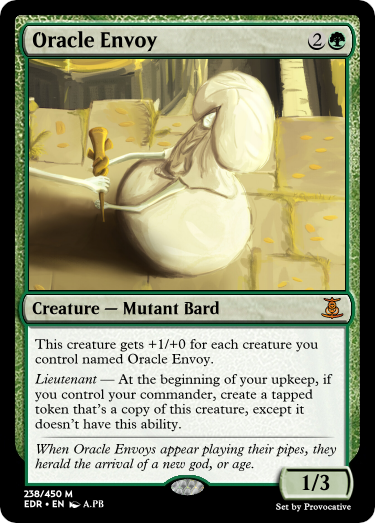 Oracle Envoy 2
Creature — Mutant Bard
This creature gets +1/+0 for each creature you
control named Oracle Envoy.
Lieutenant — At the beginning of your upkeep, if
you control your commander, create a tapped
token that's a copy of this creature, except it
doesn't have this ability.
When Oracle Envoys appear playing their pipes, they
herald the arrival of a new god, or age.
1/3
238/450 M
EDR • EN A.PB
Set by Provocative